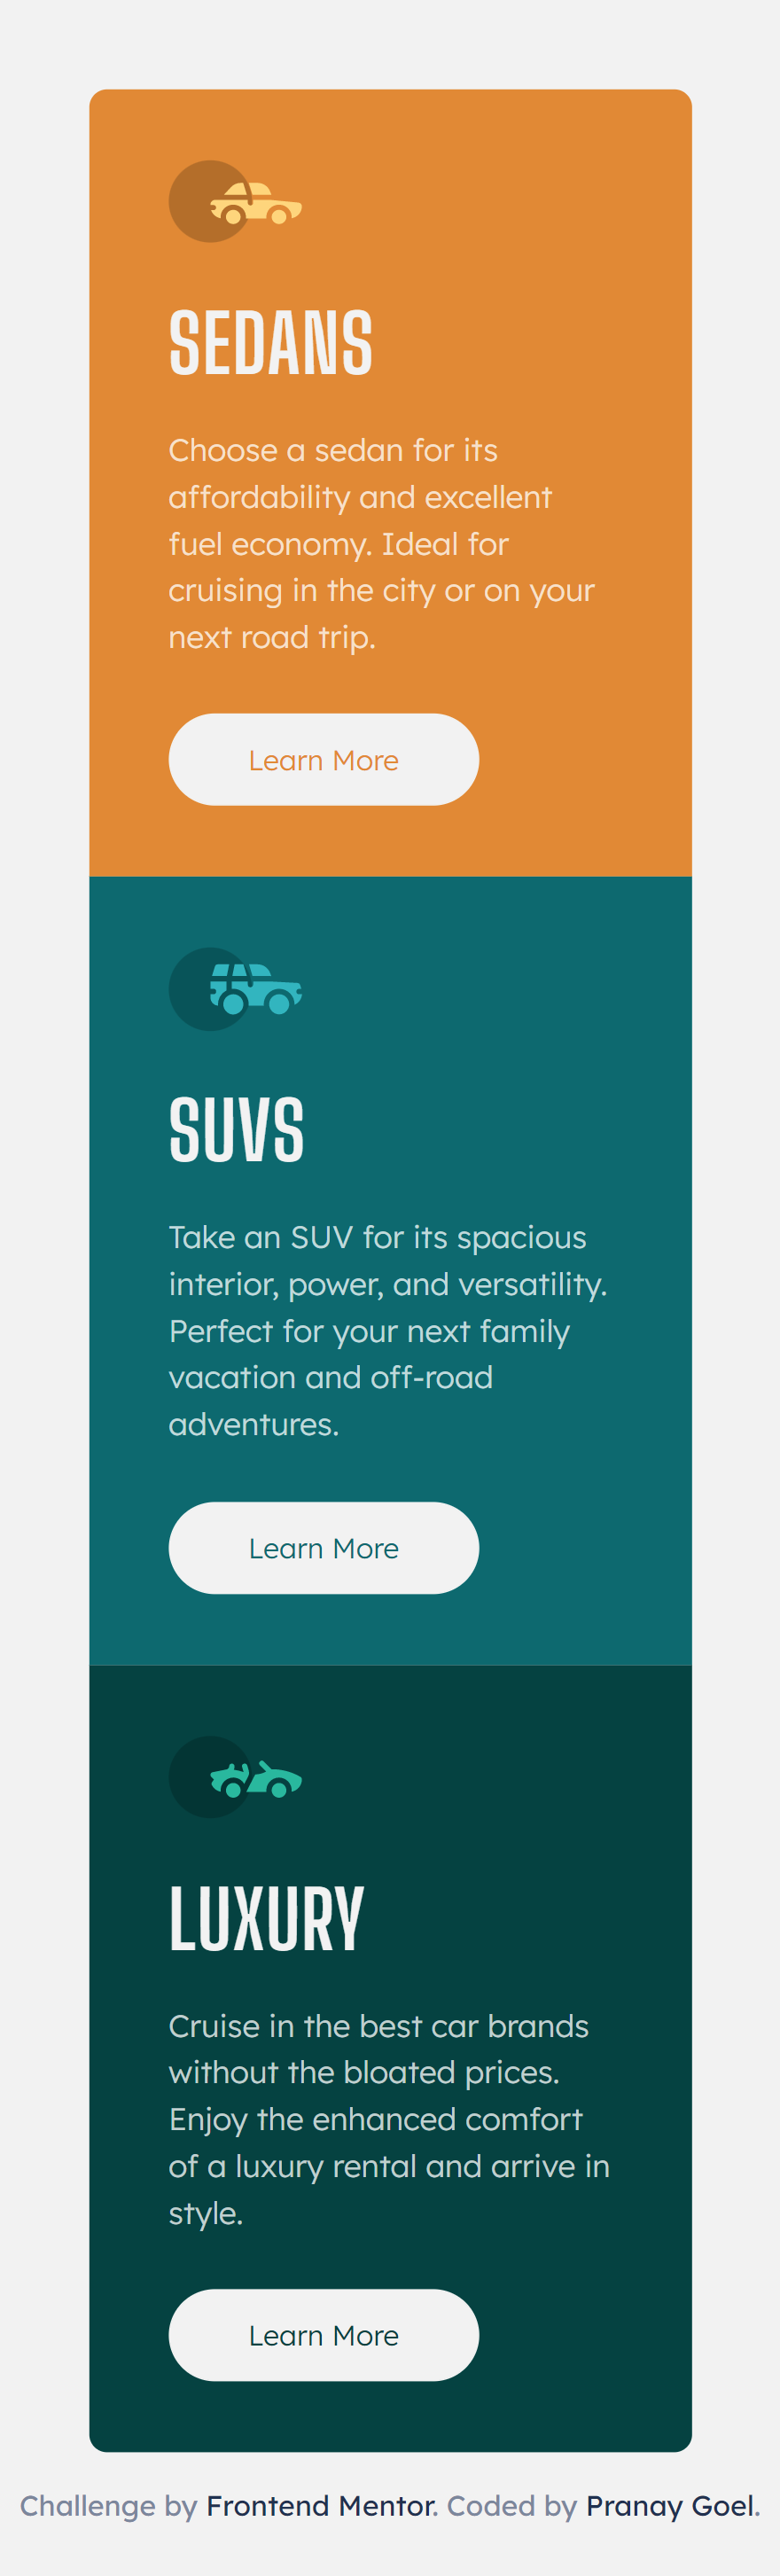 SEDANS
Choose a sedan for its
affordability and excellent
fuel economy. Ideal for
cruising in the city or on your
next road trip.
Learn More
SUVS
Take an SUV for its spacious
interior, power, and versatility.
Perfect for your next family
vacation and off-road
adventures.
Learn More
LUXURY
Cruise in the best car brands
without the bloated prices.
Enjoy the enhanced comfort
of a luxury rental and arrive in
style.
Learn More
Challenge by Frontend Mentor. Coded by Pranay Goel.